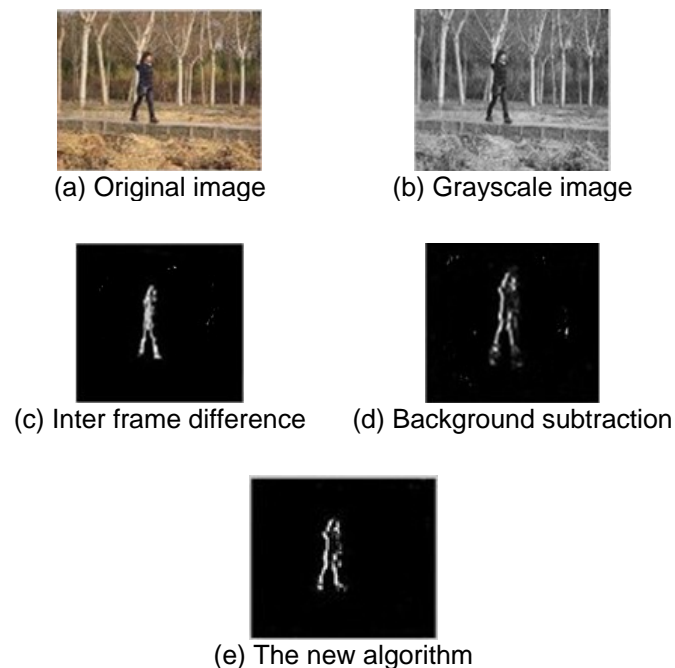 (a) Original image
(b) Grayscale image
(c) Inter frame difference
(d) Background subtraction
(e) The new algorithm